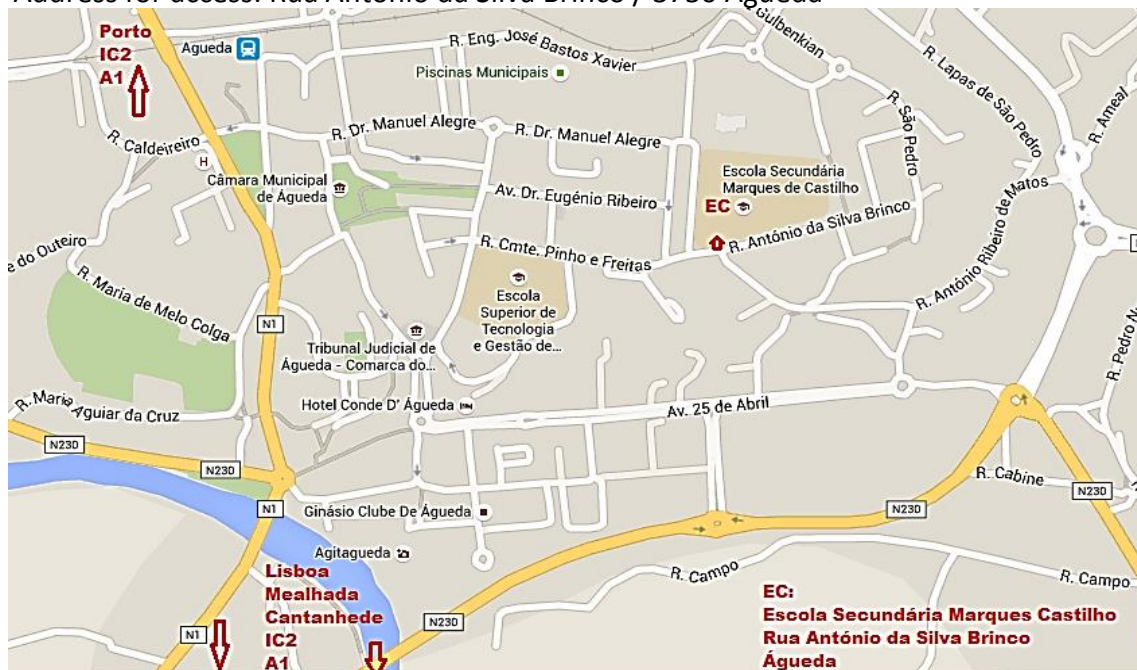 Address for access: Rua António da Silva Brinco / 3750 Águeda
Porto
IC2
A1
Agueda
R. Eng. José Bastos Xavier
Gulbenkian
Piscinas Municipais
R. Lapas de São Pedro
R. Ameal
R. Caldeireiro
R. Dr. Manuel Alegre
R. Dr. Manuel Alegre
R. São Pedro
H
Câmara Municipal
de Águeda
Escola Secundária
Marques de Castilho
EC
Av. Dr. Eugénio Ribeiro
R. António da Silva Brinco
R. António Ribeiro de Matos
R. Cmte. Pinho e Freitas
e do Outeiro
R. Maria de Melo Colga
Escola
Superior de
Tecnologia
e Gestão de...
N1
Tribunal Judicial de
Águeda - Comarca do...
R. Pedro N
Hotel Conde D' Águeda
Av. 25 de Abril
R. Maria Aguiar da Cruz
N230
N230
R. Cabine
N230
N1
Ginásio Clube De Águeda
N230
Agitagueda
R. Campo
R. Campo
Lisboa
Mealhada
Cantanhede
IC2
A1
N230
N1
EC:
Escola Secundária Marques Castilho
Rua António da Silva Brinco
Águeda